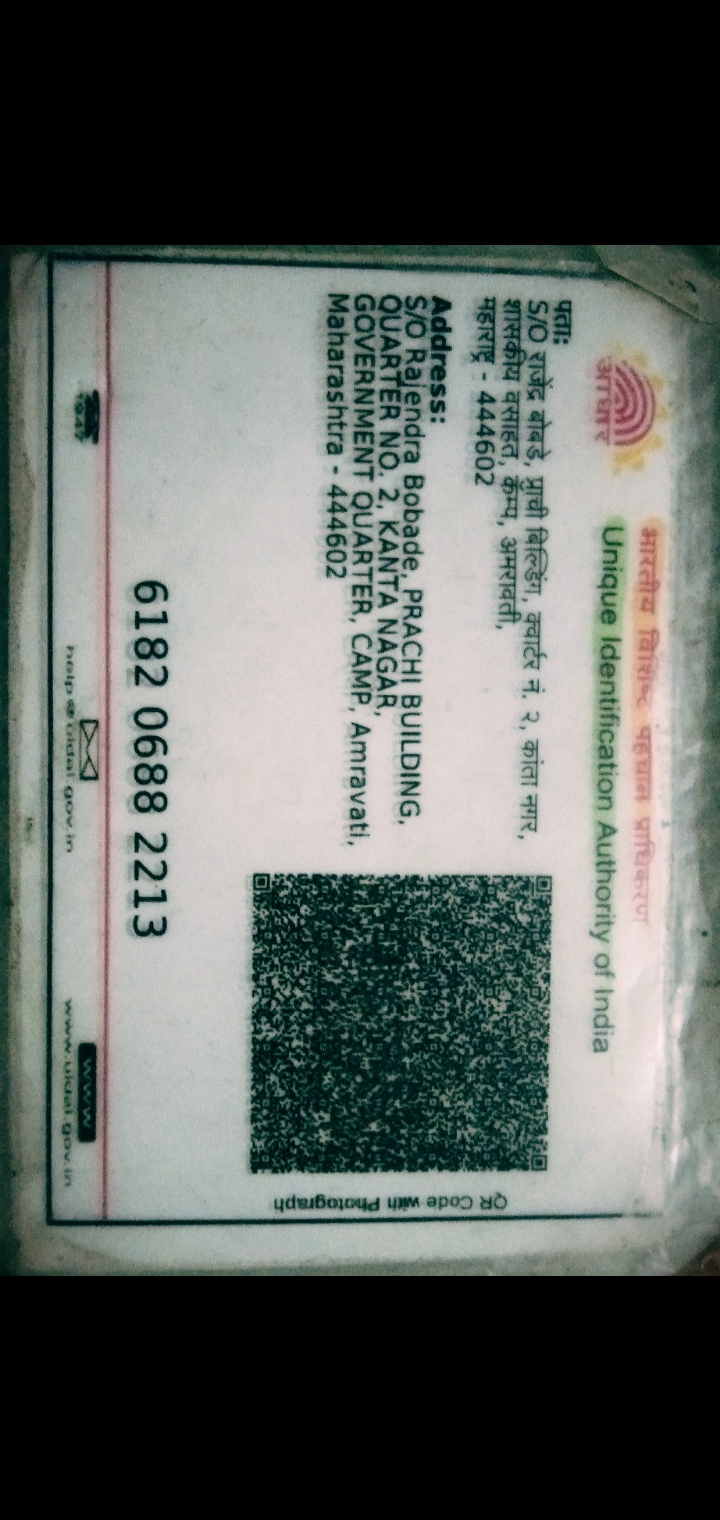 भारतीय विशिष्ट पहचान प्राधिकरण
Unique Identification Authority of India
आधार
पता:
S/O राजेंद्र बोबडे, प्राची बिल्डिंग, क्वार्टर नं. २, कांता नगर,
शासकीय वसाहत, कॅम्प, अमरावती,
महाराष्ट्र - 444602
Address:
S/O Rajendra Bobade, PRACHI BUILDING,
QUARTER NO. 2, KANTA NAGAR,
GOVERNMENT QUARTER, CAMP, Amravati,
Maharashtra - 444602
QR Code with Photograph
6182 0688 2213
help@uidai.gov.in
www
www.uidai.gov.in